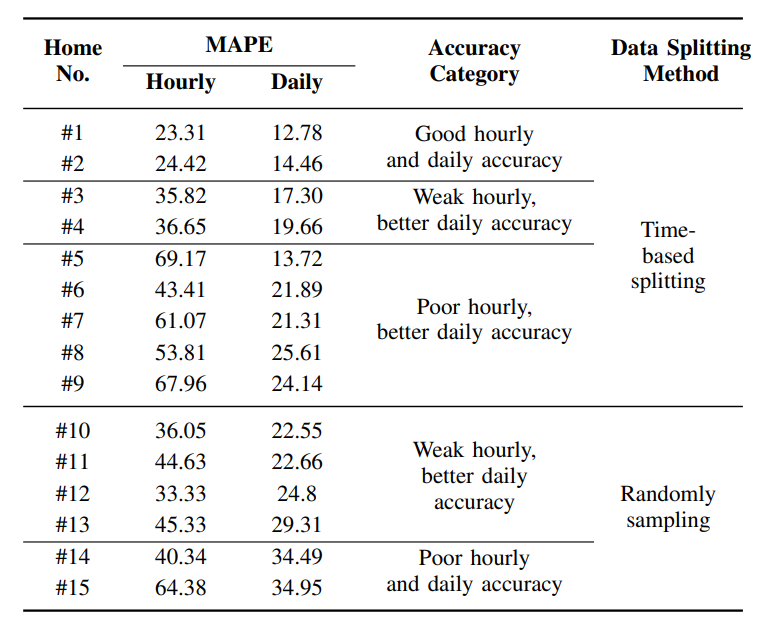 Home No. MAPE Accuracy Category Data Splitting Method
Hourly Daily
#1 23.31 12.78 Good hourly and daily accuracy Time-based splitting
#2 24.42 14.46
#3 35.82 17.30 Weak hourly, better daily accuracy
#4 36.65 19.66
#5 69.17 13.72 Poor hourly, better daily accuracy
#6 43.41 21.89
#7 61.07 21.31
#8 53.81 25.61
#9 67.96 24.14
#10 36.05 22.55 Weak hourly, better daily accuracy Randomly sampling
#11 44.63 22.66
#12 33.33 24.8
#13 45.33 29.31
#14 40.34 34.49 Poor hourly and daily accuracy
#15 64.38 34.95